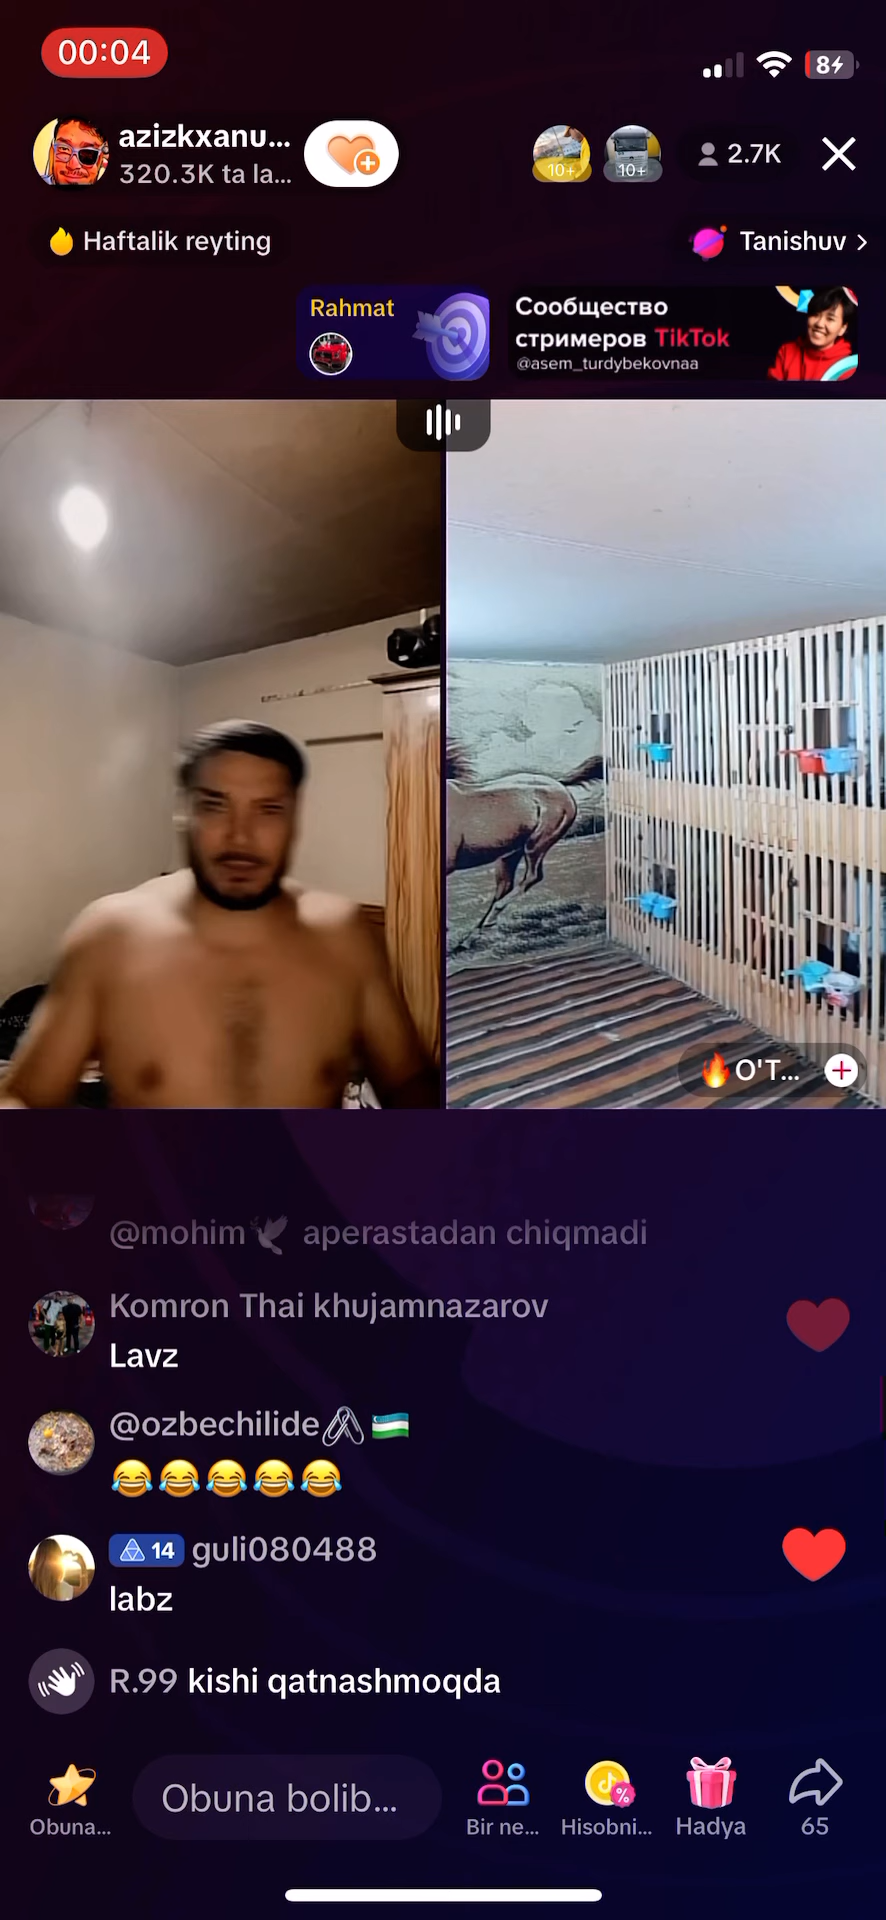 00:04
8
azizkxanu...
320.3K ta la...
10+
10+
2.7K
Haftalik reyting
Tanishuv >
Rahmat
Сообщество
стримеров TikTok
@asem_turdybekovnaa
🔥O'T...
@mohim🕊 aperastadan chiqmadi
Komron Thai khujamnazarov
Lavz
@ozbechilide🖇🇺🇿
😂😂😂😂😂
14 guli080488
labz
R.99 kishi qatnashmoqda
Obuna...
Obuna bolib...
Bir ne...
Hisobni...
Hadya
65